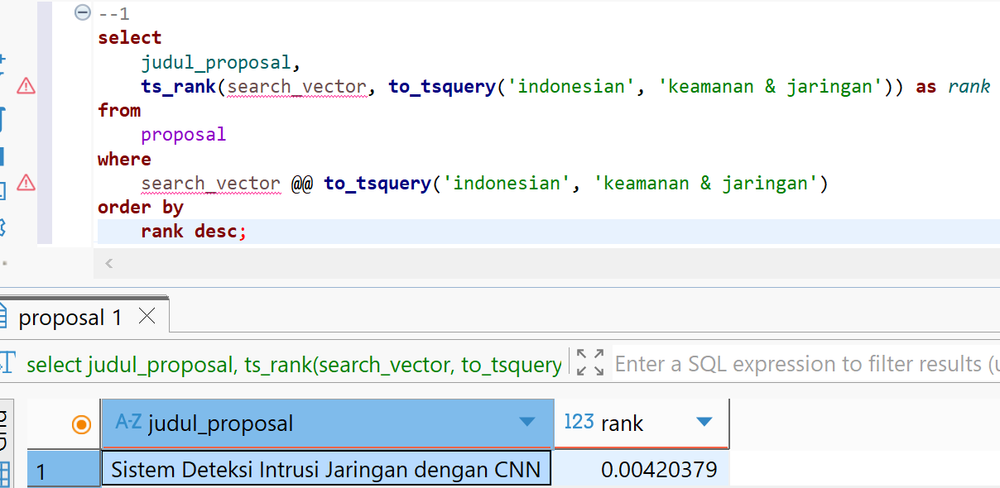 --1
select
judul_proposal,
ts_rank(search_vector, to_tsquery('indonesian', 'keamanan & jaringan')) as rank
from
proposal
where
search_vector @@ to_tsquery('indonesian', 'keamanan & jaringan')
order by
rank desc;
proposal 1
select judul_proposal, ts_rank(search_vector, to_tsquery
Enter a SQL expression to filter results (u
Grid
A-Z judul_proposal 123 rank
1 Sistem Deteksi Intrusi Jaringan dengan CNN 0.00420379